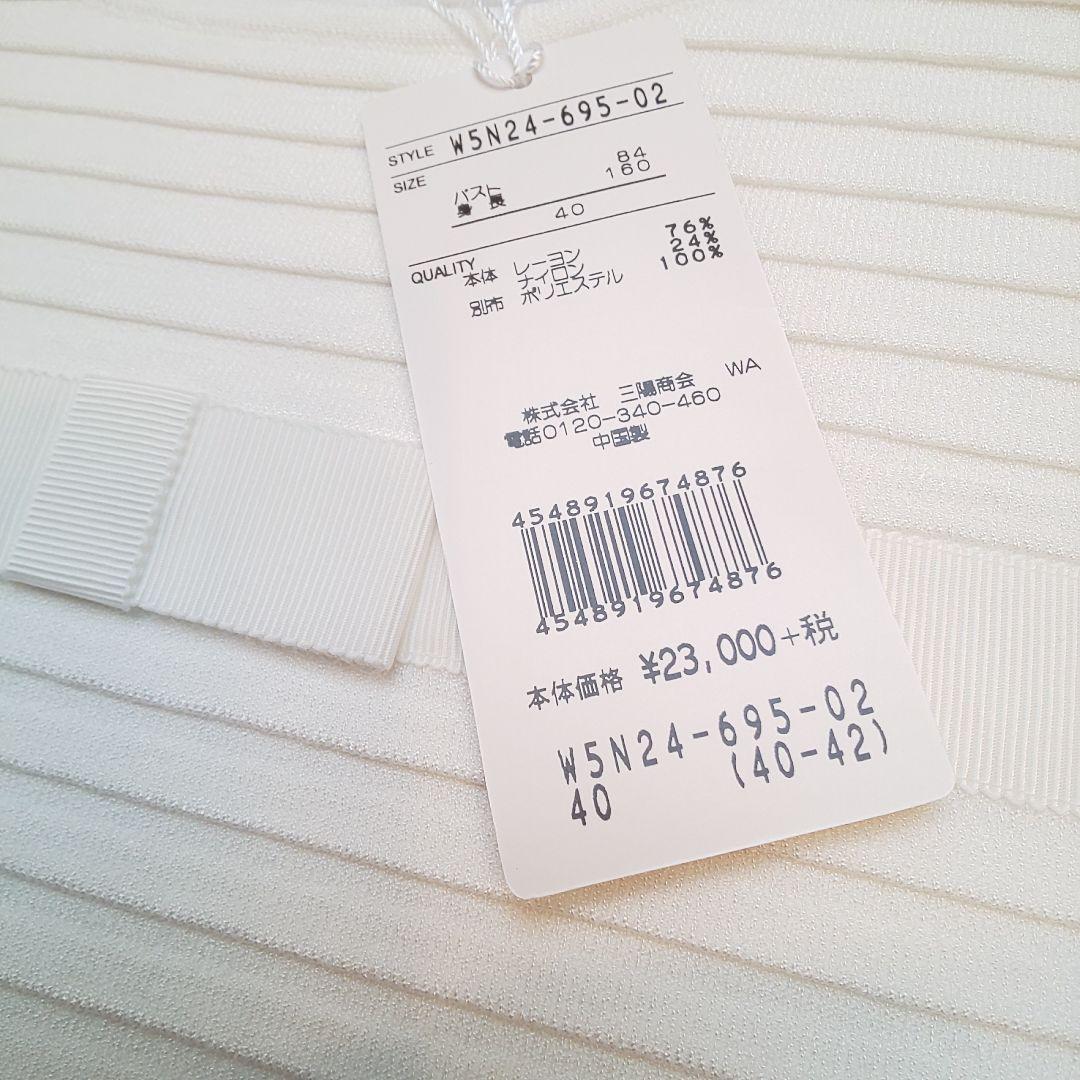 STYLE W5N24-695-02
SIZE バスト 84
身長 160
40
QUALITY 本体 レーヨン 76%
ナイロン 24%
別布 ポリエステル 100%
株式会社 三陽商会 WA
電話0120-340-460
中国製
4548919674876
4548919674876
本体価格 ¥23,000+税
W5N24-695-02
40 (40-42)